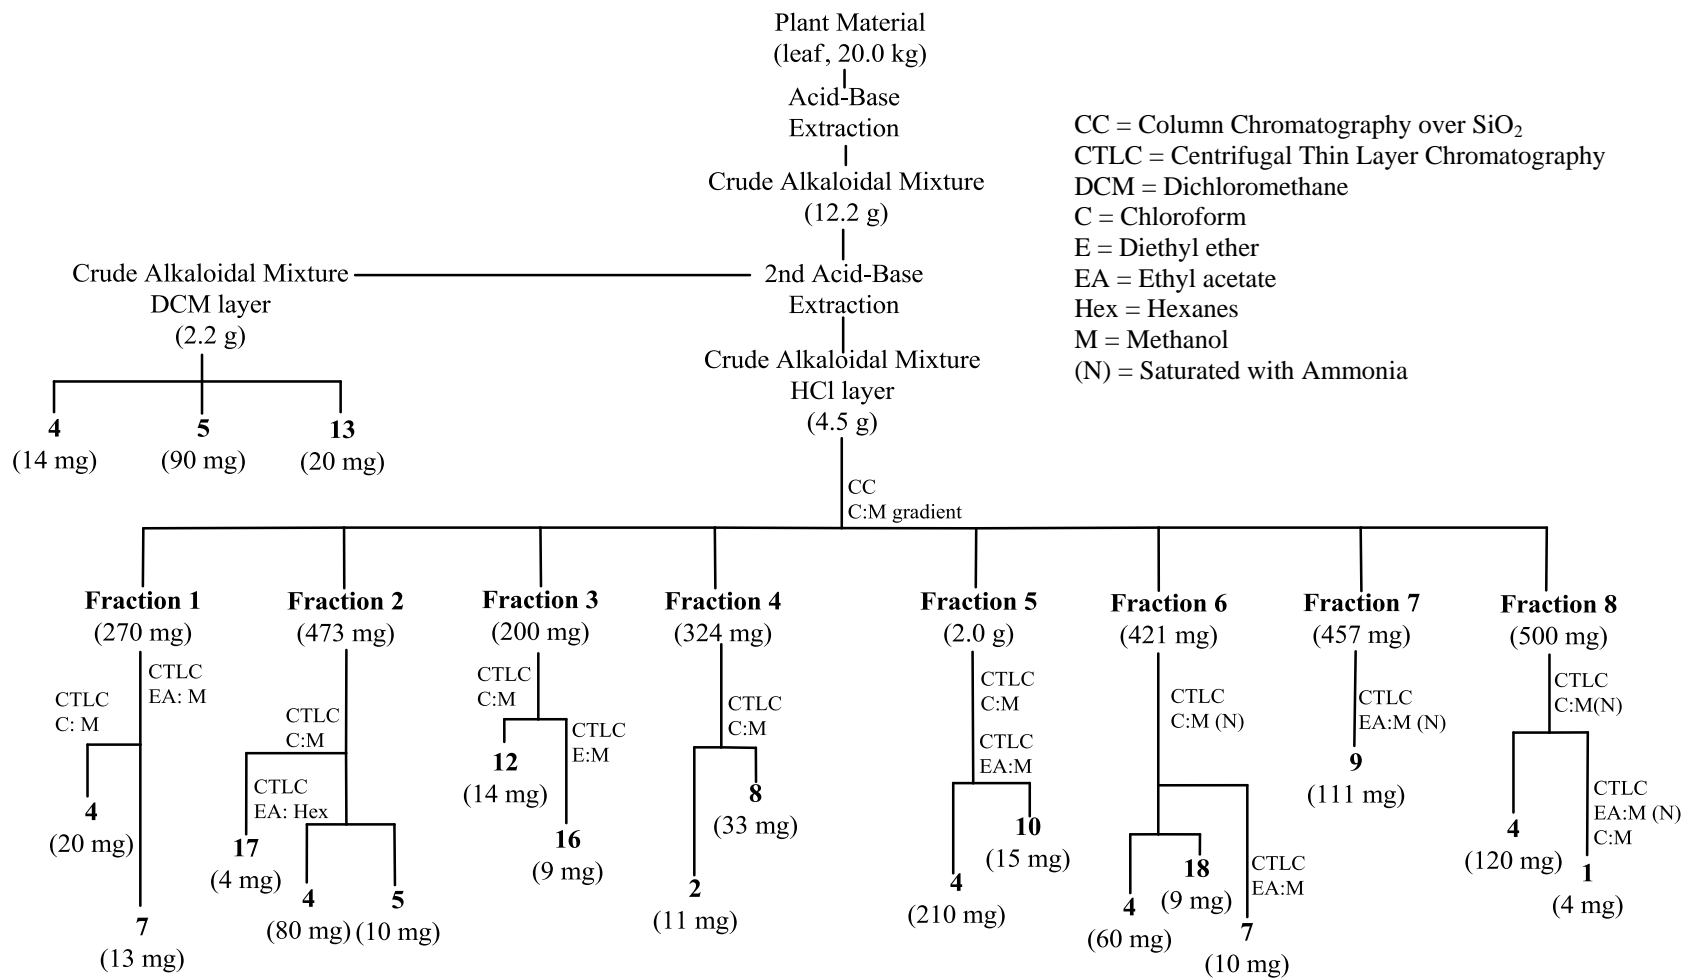 Plant Material
(leaf, 20.0 kg)
Acid-Base
Extraction
Crude Alkaloidal Mixture
(12.2 g)
CC = Column Chromatography over SiO₂
CTLC = Centrifugal Thin Layer Chromatography
DCM = Dichloromethane
C = Chloroform
E = Diethyl ether
EA = Ethyl acetate
Hex = Hexanes
M = Methanol
(N) = Saturated with Ammonia
2nd Acid-Base
Extraction
Crude Alkaloidal Mixture
DCM layer
(2.2 g)
4
(14 mg)
5
(90 mg)
13
(20 mg)
Crude Alkaloidal Mixture
HCl layer
(4.5 g)
CC
C:M gradient
Fraction 1
(270 mg)
CTLC
EA: M
CTLC
C: M
4
(20 mg)
7
(13 mg)
Fraction 2
(473 mg)
CTLC
C:M
CTLC
EA: Hex
17
(4 mg)
4
(80 mg)
5
(10 mg)
Fraction 3
(200 mg)
CTLC
C:M
12
(14 mg)
CTLC
E:M
16
(9 mg)
Fraction 4
(324 mg)
CTLC
C:M
8
(33 mg)
2
(11 mg)
Fraction 5
(2.0 g)
CTLC
C:M
CTLC
EA:M
10
(15 mg)
4
(210 mg)
Fraction 6
(421 mg)
CTLC
C:M (N)
4
(60 mg)
18
(9 mg)
CTLC
EA:M
7
(10 mg)
Fraction 7
(457 mg)
CTLC
EA:M (N)
9
(111 mg)
Fraction 8
(500 mg)
CTLC
C:M(N)
4
(120 mg)
CTLC
EA:M (N)
C:M
1
(4 mg)